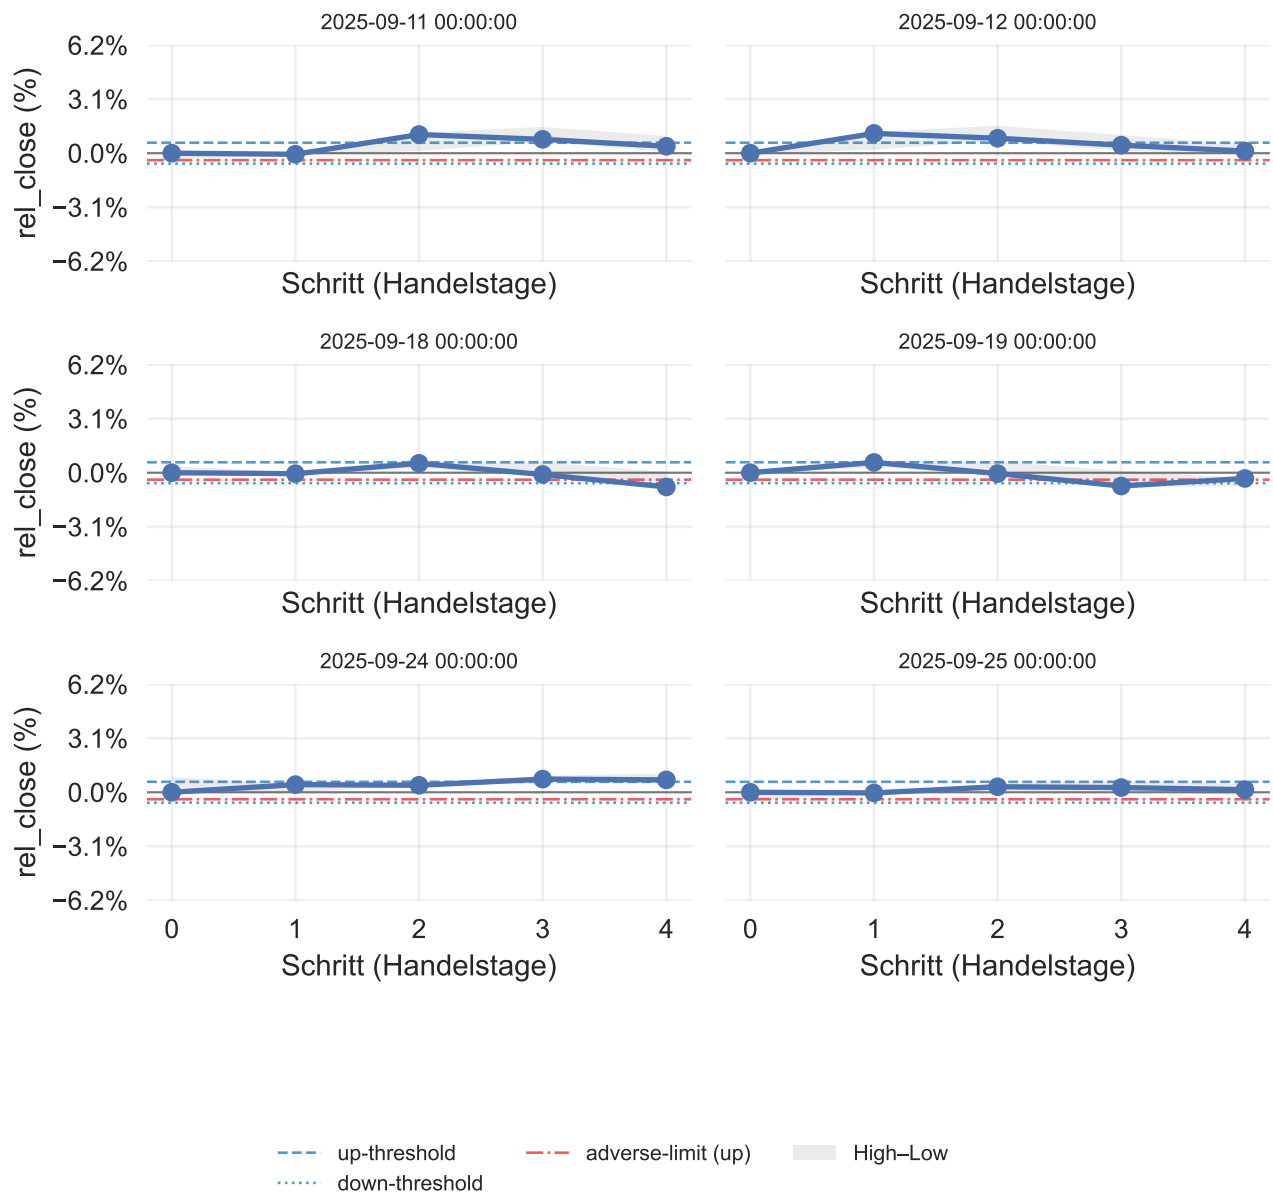 2025-09-11 00:00:00
2025-09-12 00:00:00
6.2%
3.1%
0.0%
−3.1%
−6.2%
rel_close (%)
Schritt (Handelstage)
Schritt (Handelstage)
2025-09-18 00:00:00
2025-09-19 00:00:00
6.2%
3.1%
0.0%
−3.1%
−6.2%
rel_close (%)
Schritt (Handelstage)
Schritt (Handelstage)
2025-09-24 00:00:00
2025-09-25 00:00:00
6.2%
3.1%
0.0%
−3.1%
−6.2%
rel_close (%)
0 1 2 3 4
0 1 2 3 4
Schritt (Handelstage)
Schritt (Handelstage)
up-threshold
down-threshold
adverse-limit (up)
High–Low